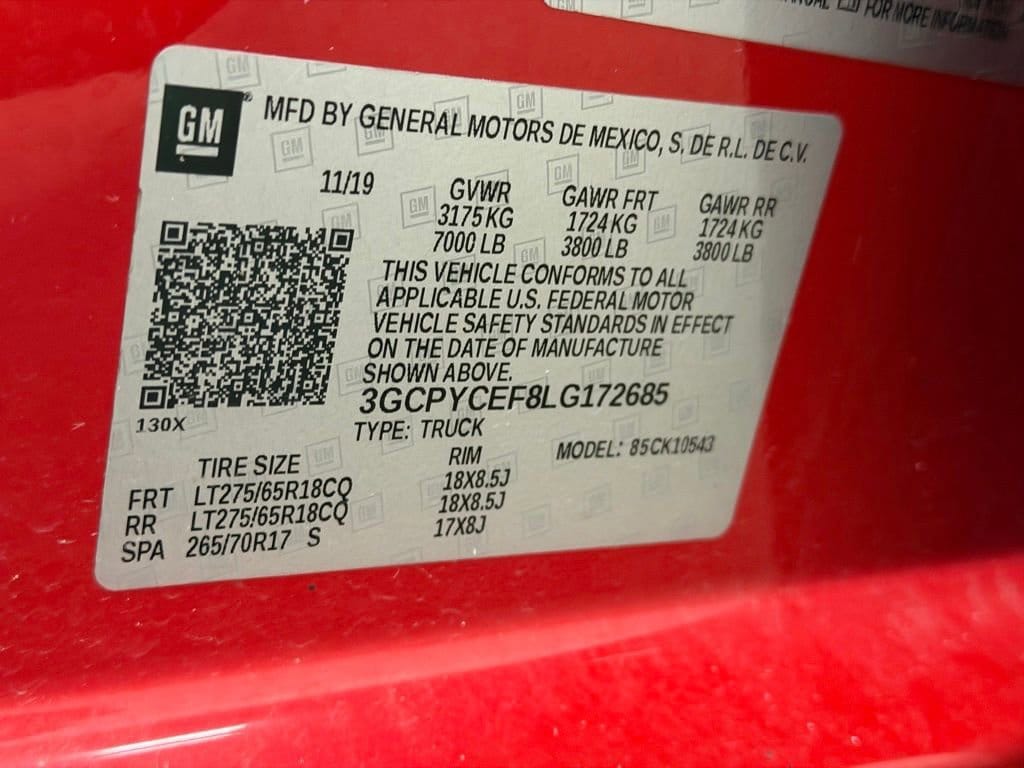 FOR MORE INFORMATION
GM
MFD BY GENERAL MOTORS DE MEXICO, S. DE R.L. DE C.V.
11/19
GVWR GAWR FRT GAWR RR
3175 KG 1724 KG 1724 KG
7000 LB 3800 LB 3800 LB
THIS VEHICLE CONFORMS TO ALL
APPLICABLE U.S. FEDERAL MOTOR
VEHICLE SAFETY STANDARDS IN EFFECT
ON THE DATE OF MANUFACTURE
SHOWN ABOVE.
3GCPYCEF8LG172685
130X
TYPE: TRUCK
MODEL: 85CK10543
TIRE SIZE RIM
FRT LT275/65R18CQ 18X8.5J
RR LT275/65R18CQ 18X8.5J
SPA 265/70R17 S 17X8J